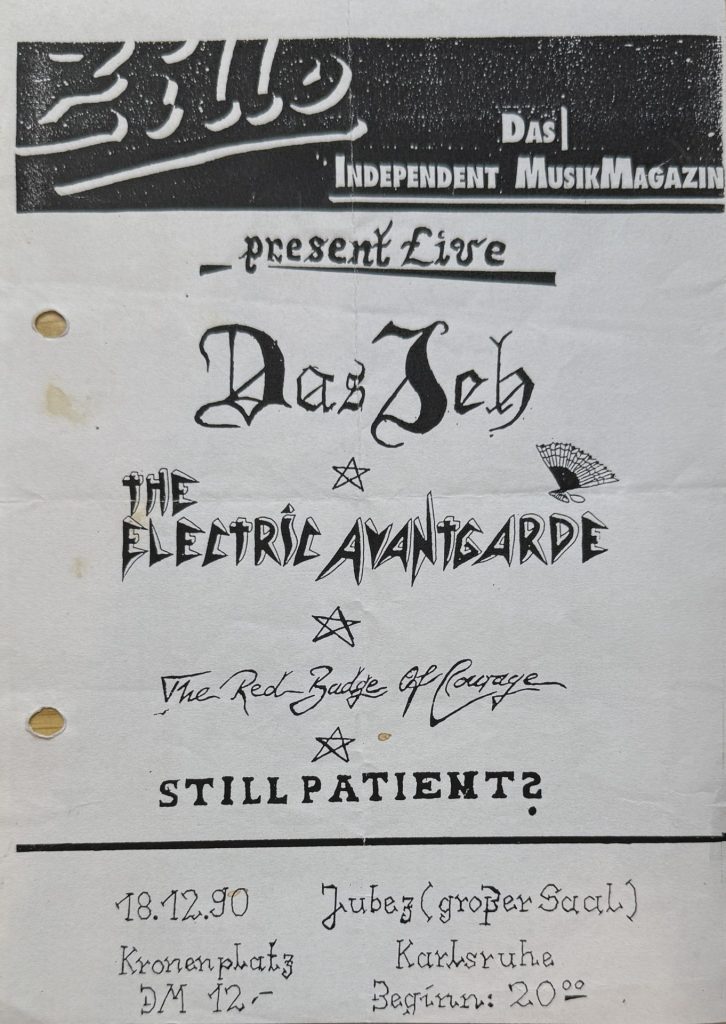 Zillo
Das
Independent MusikMagazin
present Live
Das Ich
THE
ELECTRIC AVANTGARDE
The Red Badge Of Courage
STILL PATIENT?
18.12.90 Jubez (großer Saal)
Kronenplatz Karlsruhe
DM 12.- Beginn: 20⁰⁰